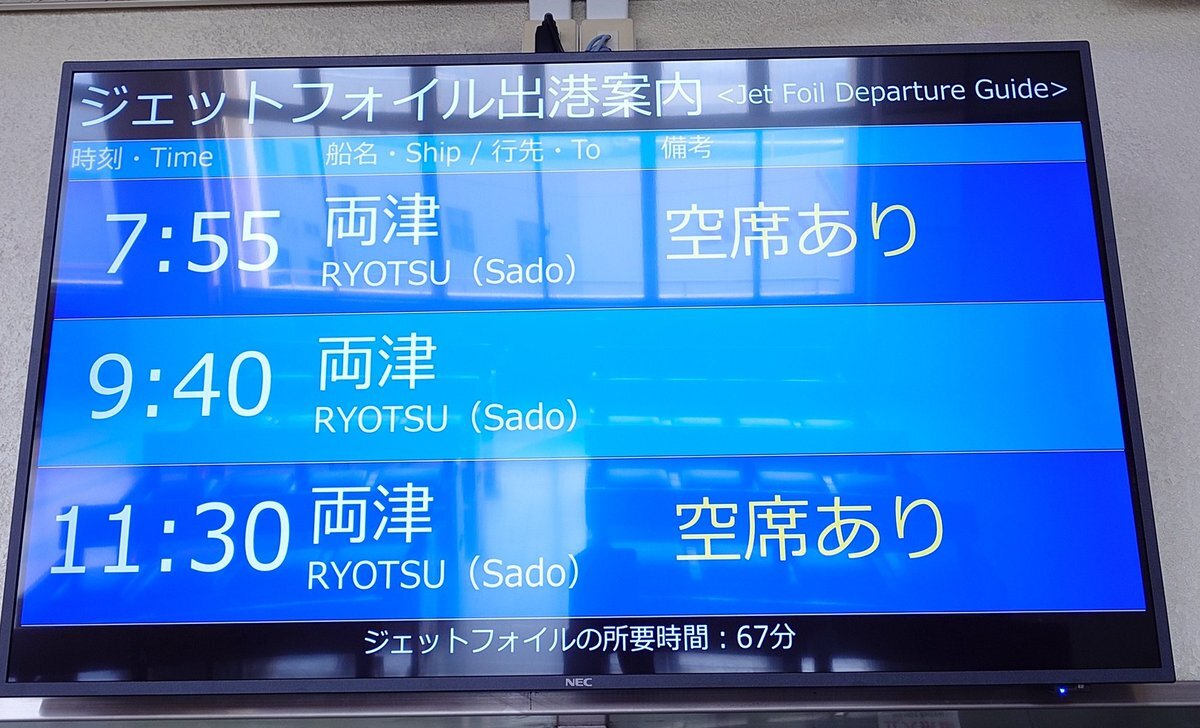 ジェットフォイル出港案内 <Jet Foil Departure Guide>
時刻・Time 船名・Ship / 行先・To 備考
7:55 両津 空席あり
RYOTSU（Sado）
9:40 両津
RYOTSU（Sado）
11:30 両津 空席あり
RYOTSU（Sado）
ジェットフォイルの所要時間：67分
NEC